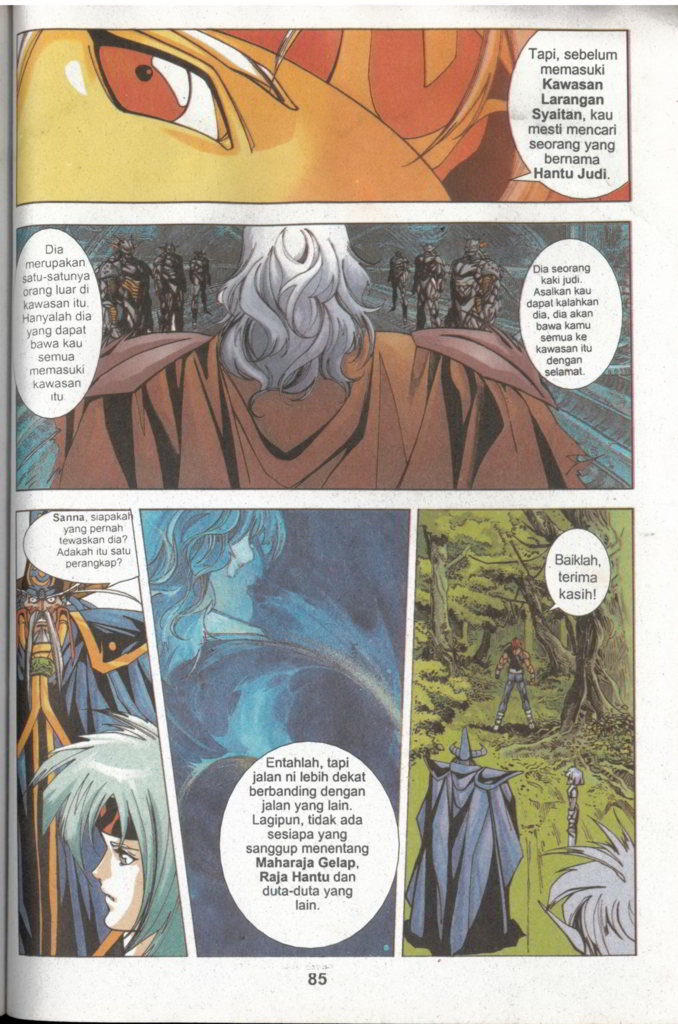 Tapi, sebelum
memasuki
Kawasan
Larangan
Syaitan, kau
mesti mencari
seorang yang
bernama
Hantu Judi.
Dia
merupakan
satu-satunya
orang luar di
kawasan itu.
Hanyalah dia
yang dapat
bawa kau
semua
memasuki
kawasan
itu
Dia seorang
kaki judi.
Asalkan kau
dapat kalahkan
dia, dia akan
bawa kamu
semua ke
kawasan itu
dengan
selamat.
Sanna, siapakah
yang pernah
tewaskan dia?
Adakah itu satu
perangkap?
Entahlah, tapi
jalan ni lebih dekat
berbanding dengan
jalan yang lain.
Lagipun, tidak ada
sesiapa yang
sanggup menentang
Maharaja Gelap,
Raja Hantu dan
duta-duta yang
lain.
Baiklah,
terima
kasih!
85